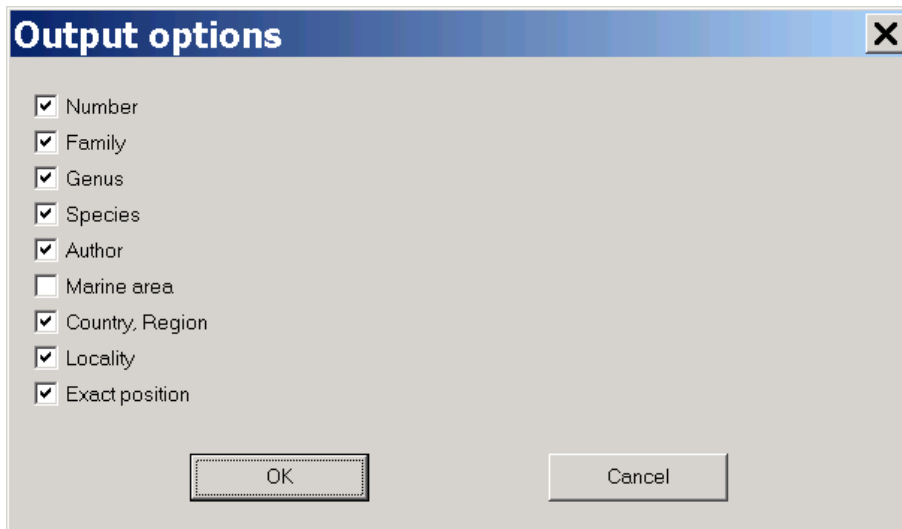 Output options
Number
Family
Genus
Species
Author
Marine area
Country, Region
Locality
Exact position
OK
Cancel